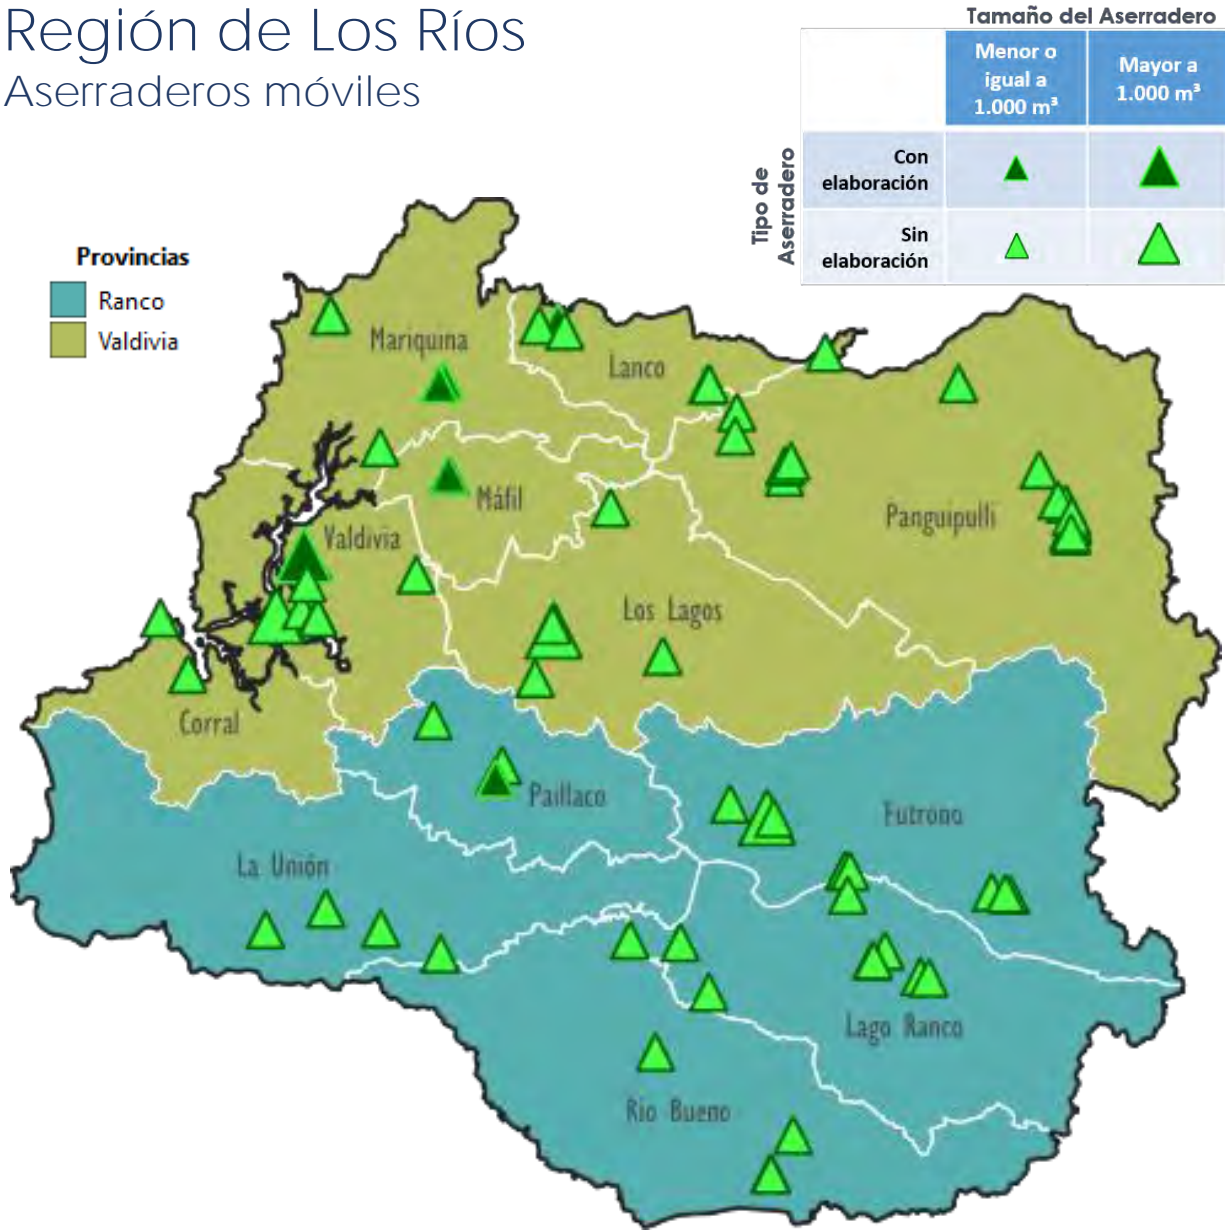 Región de Los Ríos
Aserraderos móviles
Tamaño del Aserradero
Menor o
igual a
1.000 m³
Mayor a
1.000 m³
Tipo de
Aserradero
Con
elaboración
Sin
elaboración
Provincias
Ranco
Valdivia
Mariquina
Lanco
Máfil
Panguipulli
Valdivia
Los Lagos
Corral
Paillaco
Futrono
La Unión
Lago Ranco
Río Bueno